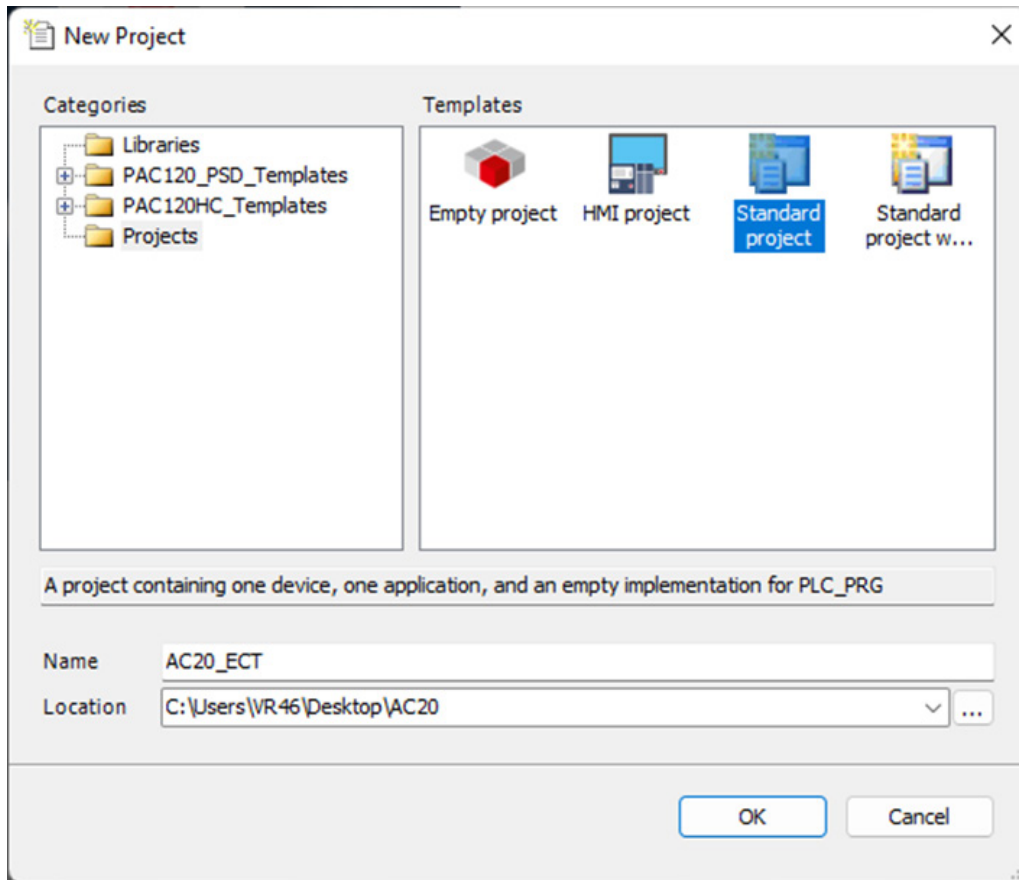 New Project
Categories
Templates
Libraries
PAC120_PSD_Templates
PAC120HC_Templates
Projects
Empty project
HMI project
Standard
project
Standard
project w...
A project containing one device, one application, and an empty implementation for PLC_PRG
Name
AC20_ECT
Location
C:\Users\VR46\Desktop\AC20
...
OK
Cancel